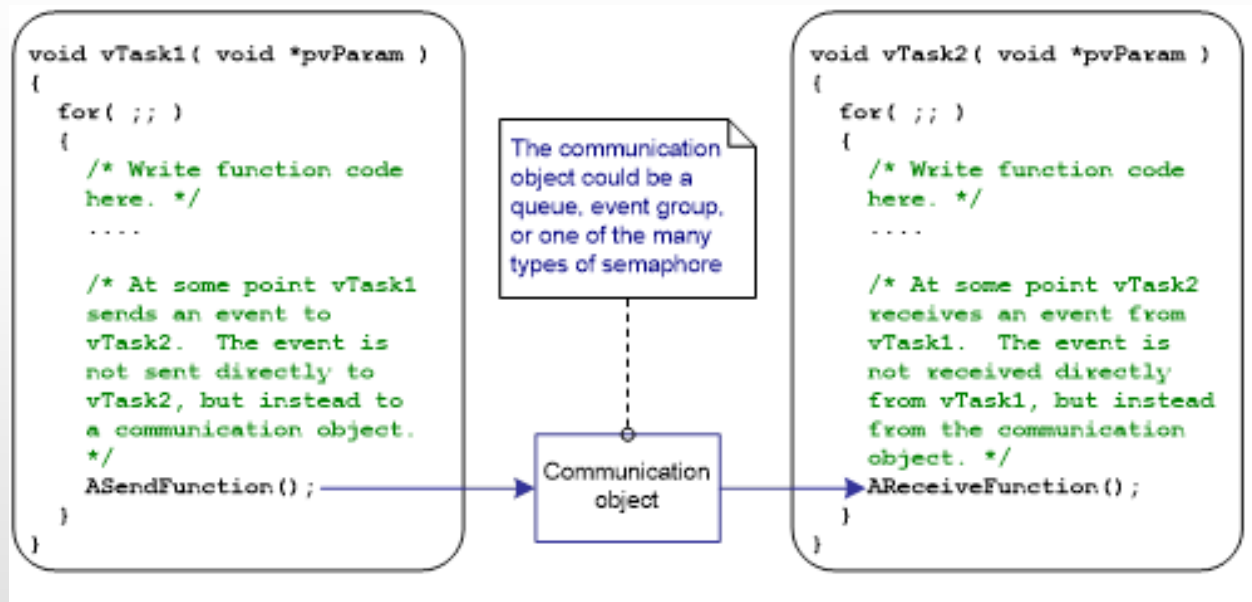 void vTask1( void *pvParam )
{
for( ;; )
{
/* Write function code
here. */
....
/* At some point vTask1
sends an event to
vTask2.  The event is
not sent directly to
vTask2, but instead to
a communication object.
*/
ASendFunction();
}
}
The communication
object could be a
queue, event group,
or one of the many
types of semaphore
Communication
object
void vTask2( void *pvParam )
{
for( ;; )
{
/* Write function code
here. */
....
/* At some point vTask2
receives an event from
vTask1.  The event is
not received directly
from vTask1, but instead
from the communication
object. */
AReceiveFunction();
}
}